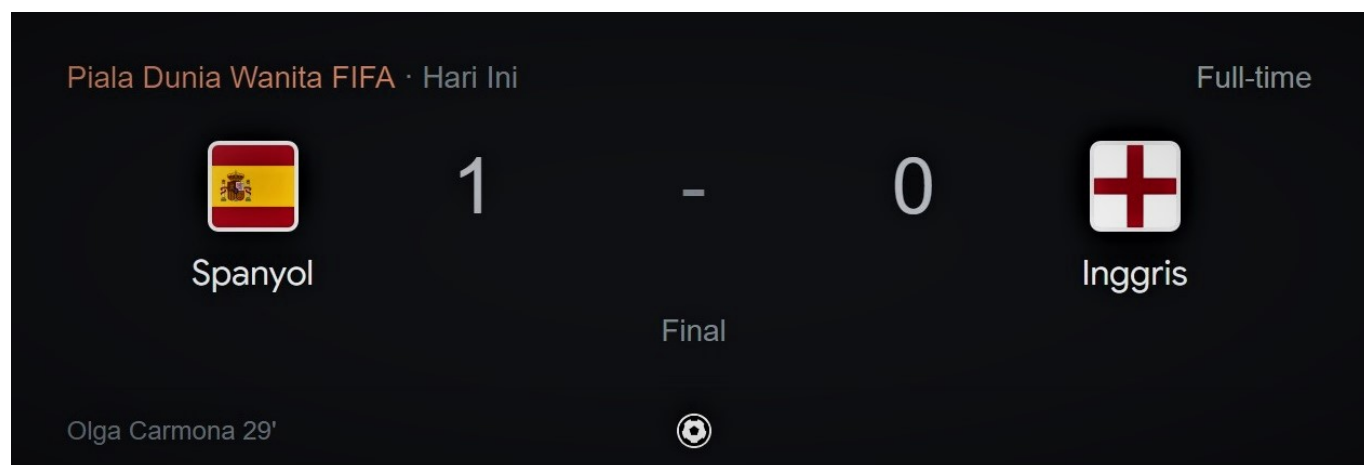 Piala Dunia Wanita FIFA · Hari Ini Full-time
1 - 0
Spanyol Inggris
Final
Olga Carmona 29'